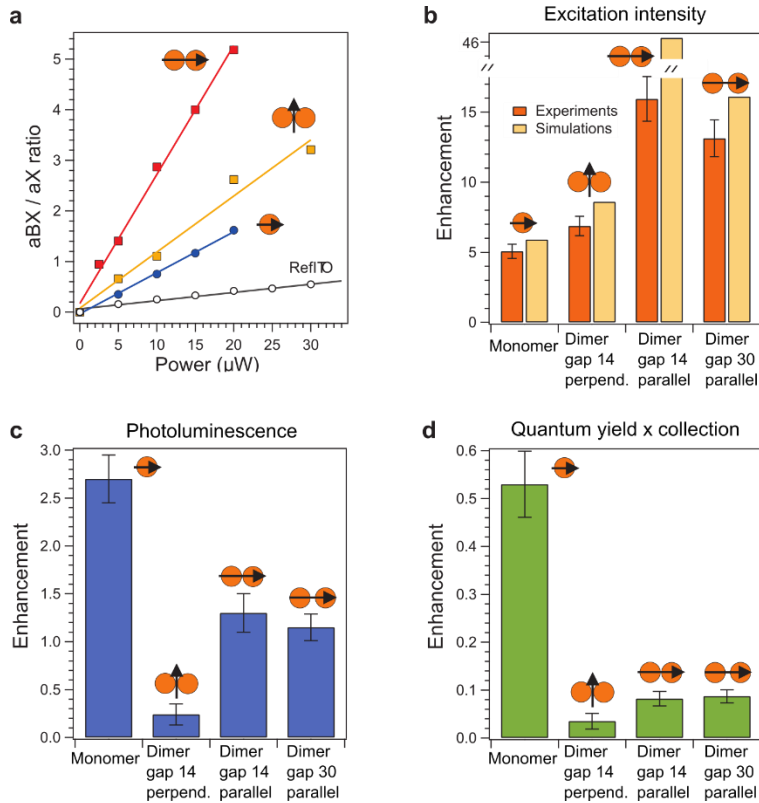 a
aBX / aX ratio
5
4
3
2
1
0
RefITO
0 5 10 15 20 25 30
Power (µW)
b
Excitation intensity
Enhancement
46
15
10
5
0
Experiments
Simulations
Monomer
Dimer gap 14 perpend.
Dimer gap 14 parallel
Dimer gap 30 parallel
c
Photoluminescence
Enhancement
3.0
2.5
2.0
1.5
1.0
0.5
0.0
Monomer
Dimer gap 14 perpend.
Dimer gap 14 parallel
Dimer gap 30 parallel
d
Quantum yield x collection
Enhancement
0.6
0.5
0.4
0.3
0.2
0.1
0.0
Monomer
Dimer gap 14 perpend.
Dimer gap 14 parallel
Dimer gap 30 parallel